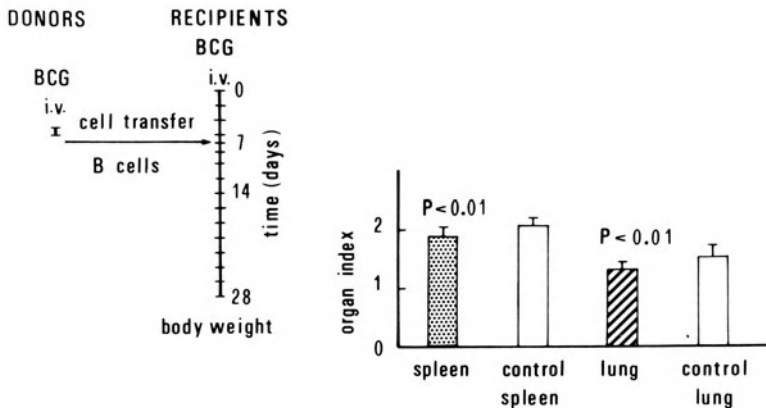 DONORS
RECIPIENTS
BCG
i.v.
BCG
i.v.
0
cell transfer
7
B cells
14
time (days)
28
body weight
organ index
2
1
0
P < 0.01
P < 0.01
spleen
control
spleen
lung
control
lung